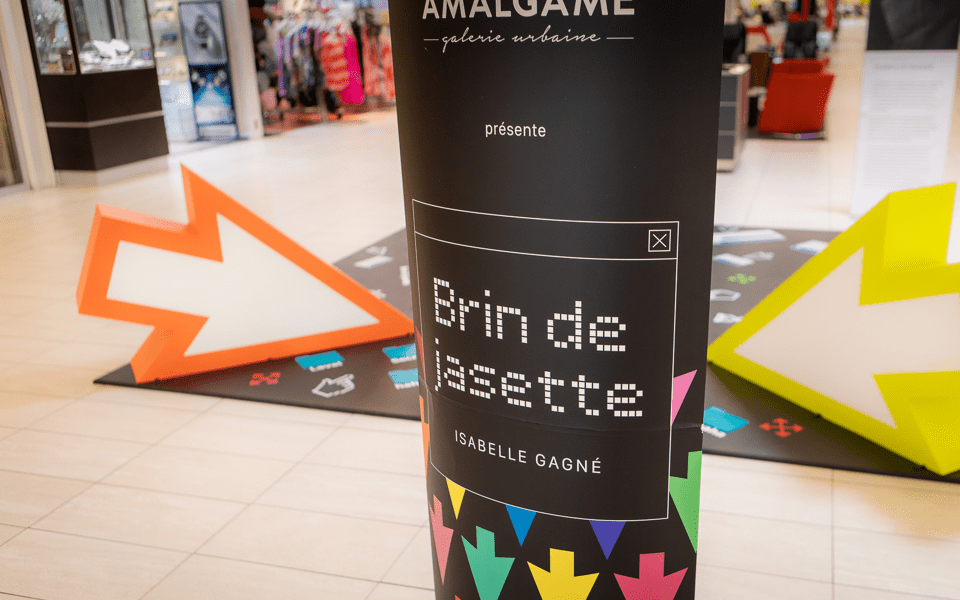 AMALGAME
galerie urbaine
présente
Brin de
jasette
ISABELLE GAGNÉ